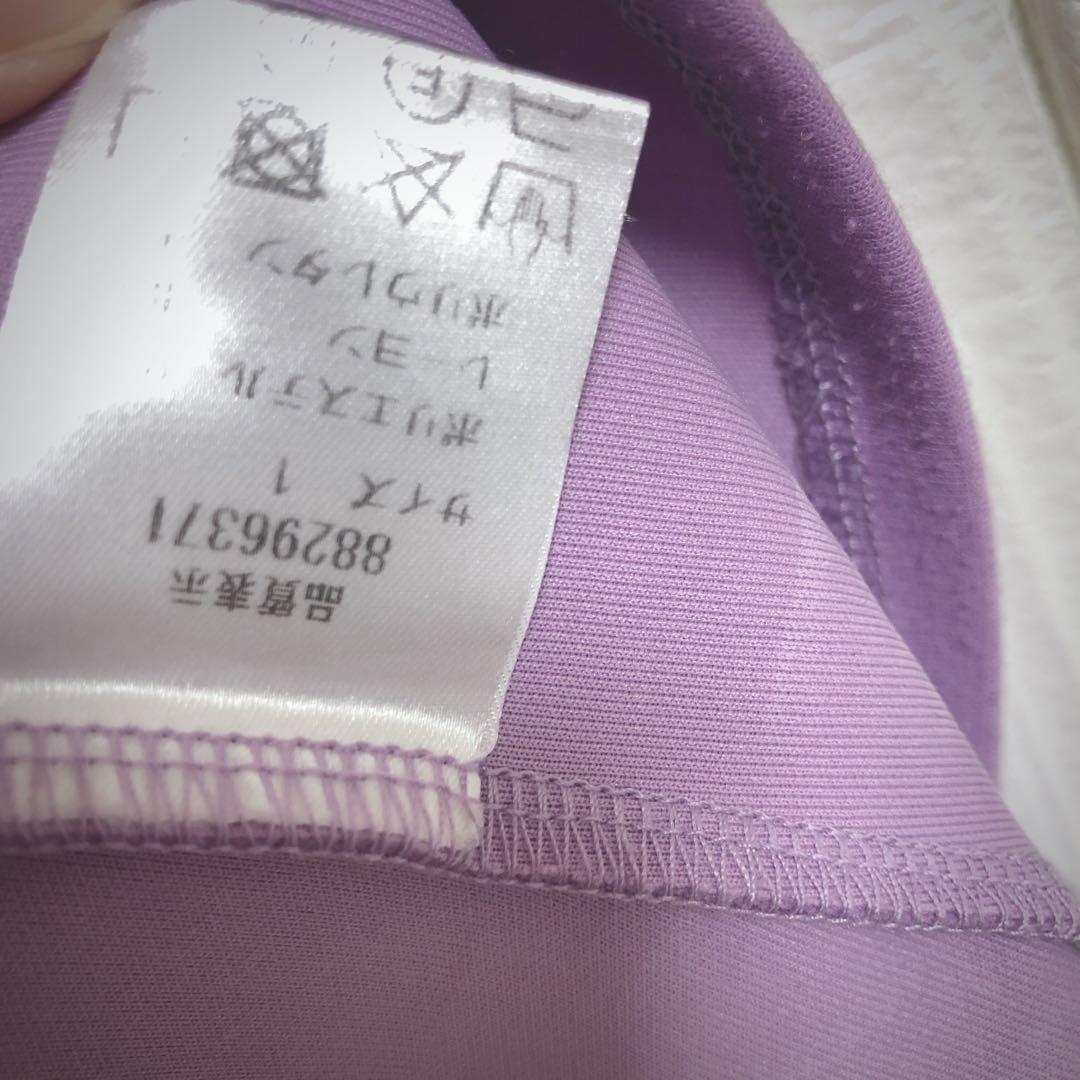 品質表示
88296371
サイズ 1
ポリエステル
レーヨン
ポリウレタン